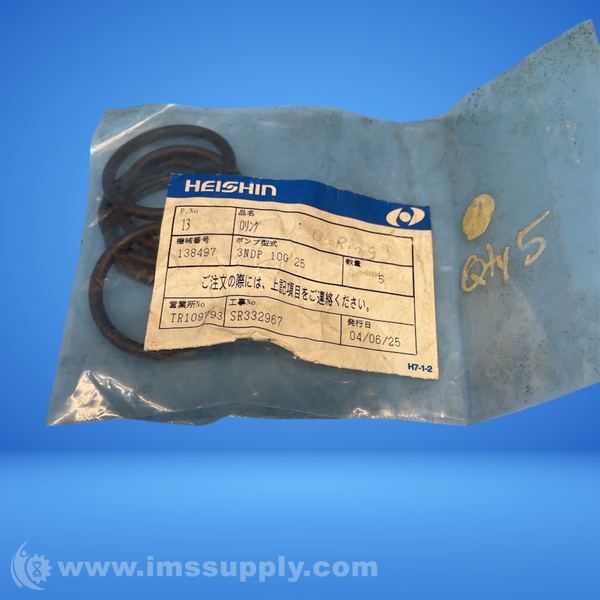 HEISHIN
P.No 品名
13 Oリング O-RINGS
機械番号 ポンプ型式 数量
138497 3NDP 10G 25 5
ご注文の際には、上記項目をご連絡ください。
営業所No 工事No 発行日
TR109793 SR332967 04/06/25
H7-1-2
Qty 5
www.imssupply.com